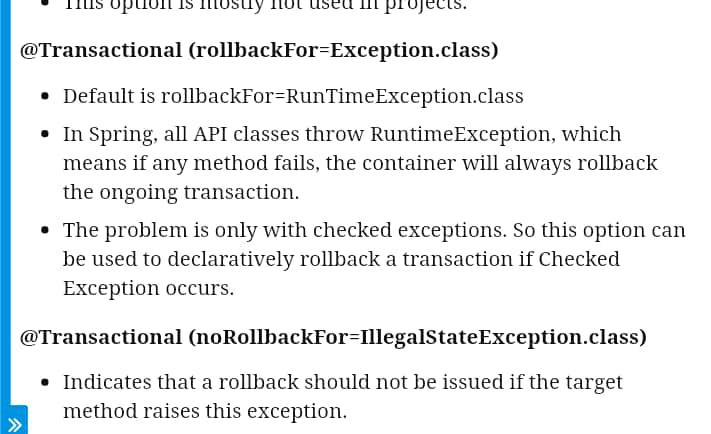 • This option is mostly not used in projects.
@Transactional (rollbackFor=Exception.class)
• Default is rollbackFor=RunTimeException.class
• In Spring, all API classes throw RuntimeException, which
means if any method fails, the container will always rollback
the ongoing transaction.
• The problem is only with checked exceptions. So this option can
be used to declaratively rollback a transaction if Checked
Exception occurs.
@Transactional (noRollbackFor=IllegalStateException.class)
• Indicates that a rollback should not be issued if the target
method raises this exception.
»